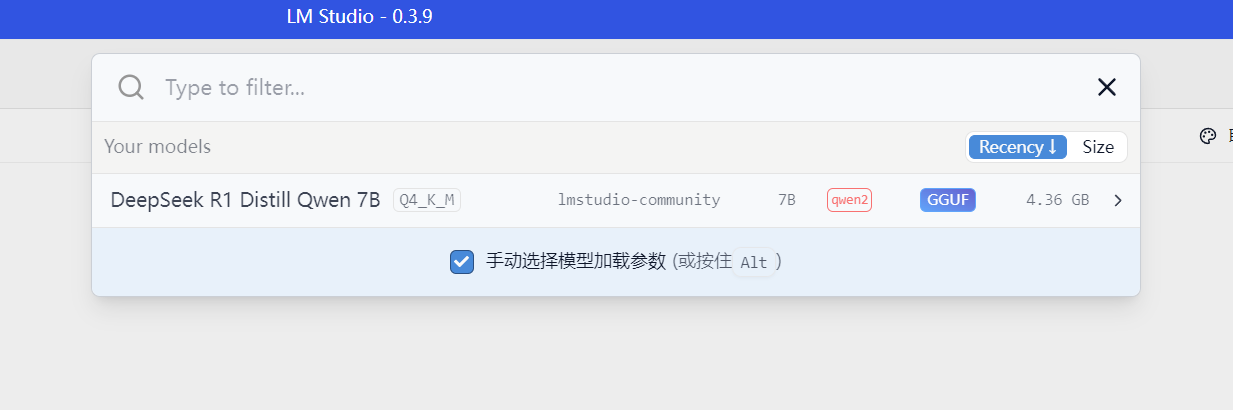 LM Studio - 0.3.9
Type to filter...
Your models
Recency↓ Size
DeepSeek R1 Distill Qwen 7B Q4_K_M lmstudio-community 7B qwen2 GGUF 4.36 GB
手动选择模型加载参数 (或按住 Alt )